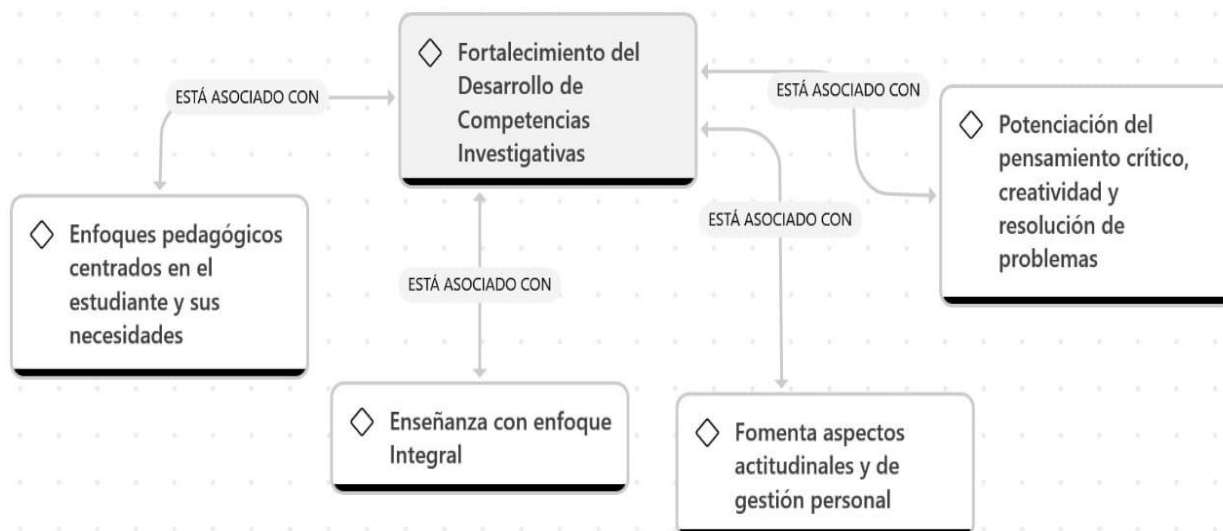 Fortalecimiento del
Desarrollo de
Competencias
Investigativas
ESTÁ ASOCIADO CON
ESTÁ ASOCIADO CON
Potenciación del
pensamiento crítico,
creatividad y
resolución de
problemas
ESTÁ ASOCIADO CON
Enfoques pedagógicos
centrados en el
estudiante y sus
necesidades
ESTÁ ASOCIADO CON
Enseñanza con enfoque
Integral
Fomenta aspectos
actitudinales y de
gestión personal